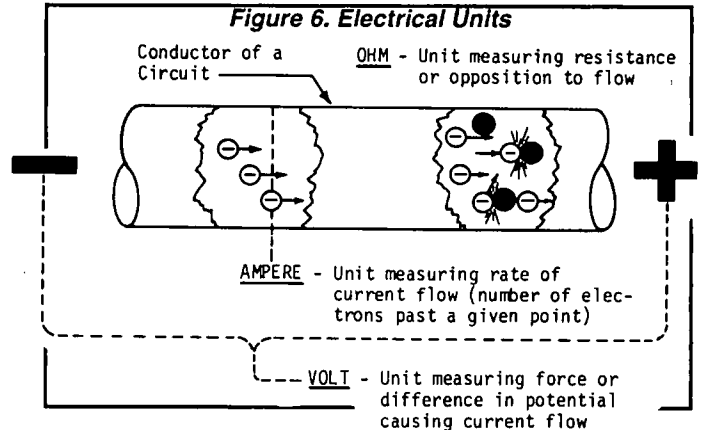 Figure 6. Electrical Units
Conductor of a
Circuit
OHM - Unit measuring resistance
or opposition to flow
AMPERE - Unit measuring rate of
current flow (number of elec-
trons past a given point)
VOLT - Unit measuring force or
difference in potential
causing current flow